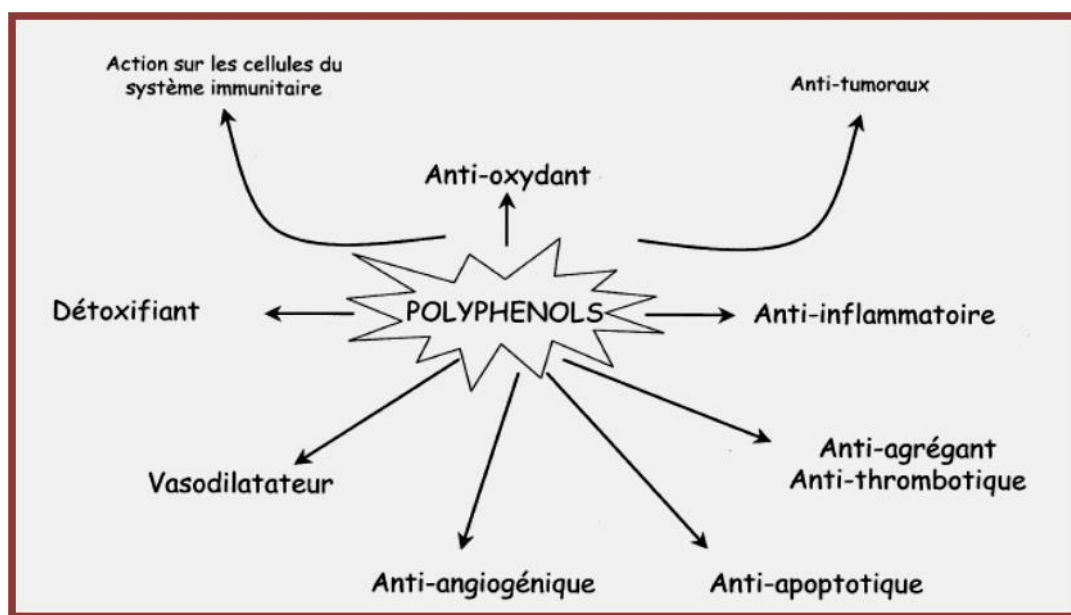 Action sur les cellules du
système immunitaire
Anti-tumoraux
Anti-oxydant
Détoxifiant
POLYPHENOLS
Anti-inflammatoire
Vasodilatateur
Anti-agrégant
Anti-thrombotique
Anti-angiogénique
Anti-apoptotique